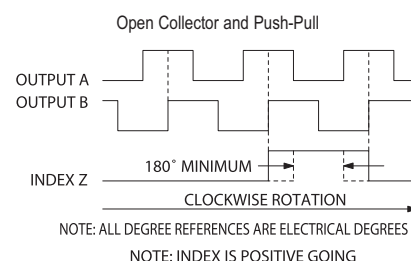 Open Collector and Push-Pull
OUTPUT A
OUTPUT B
180° MINIMUM
INDEX Z
CLOCKWISE ROTATION
NOTE: ALL DEGREE REFERENCES ARE ELECTRICAL DEGREES
NOTE: INDEX IS POSITIVE GOING